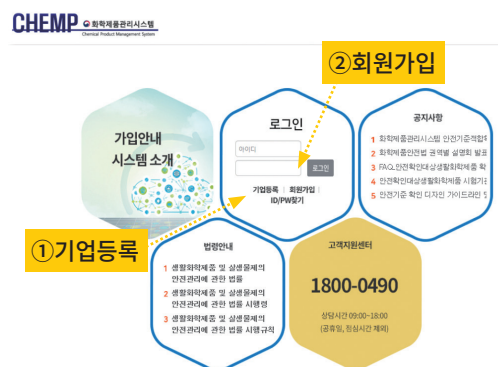 CHEMP 화학제품관리시스템
Chemical Product Management System
②회원가입
가입안내
시스템 소개
로그인
아이디
로그인
기업등록 | 회원가입 |
ID/PW찾기
공지사항
1 화학제품관리시스템 안전기준적합확
2 화학제품안전법 권역별 설명회 발표
3 FAQ_안전확인대상생활화학제품 확
4 안전확인대상생활화학제품 시험기관
5 안전기준 확인 디자인 가이드라인 및
①기업등록
법령안내
1 생활화학제품 및 살생물제의
안전관리에 관한 법률
2 생활화학제품 및 살생물제의
안전관리에 관한 법률 시행령
3 생활화학제품 및 살생물제의
안전관리에 관한 법률 시행규칙
고객지원센터
1800-0490
상담시간 09:00~18:00
(공휴일, 점심시간 제외)